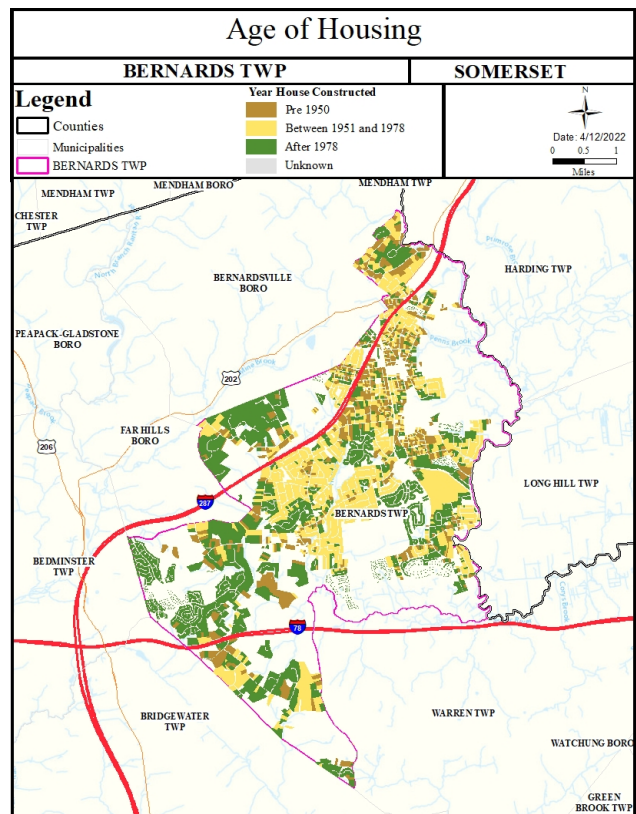 Age of Housing
BERNARDS TWP
SOMERSET
Legend
Counties
Municipalities
BERNARDS TWP
Year House Constructed
Pre 1950
Between 1951 and 1978
After 1978
Unknown
N
Date: 4/12/2022
0 0.5 1
Miles
MENDHAM BORO
MENDHAM TWP
MENDHAM TWP
CHESTER
TWP
HARDING TWP
BERNARDSVILLE
BORO
PEAPACK-GLADSTONE
BORO
202
FAR HILLS
BORO
206
LONG HILL TWP
287
BERNARDS TWP
BEDMINSTER
TWP
78
BRIDGEWATER
TWP
WARREN TWP
WATCHUNG BORO
GREEN
BROOK TWP